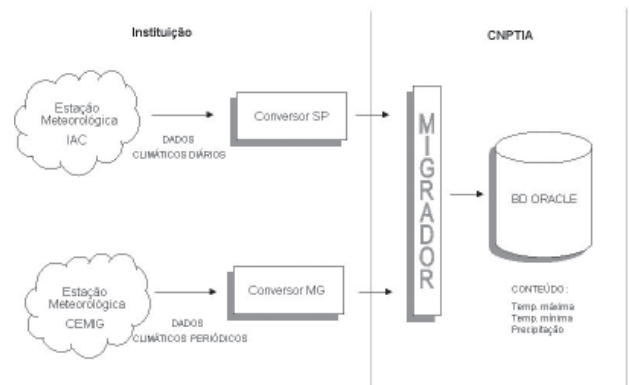 Instituição
CNPTIA
Estação
Meteorológica
IAC
DADOS
CLIMÁTICOS DIÁRIOS
Conversor SP
MIGRADOR
BD ORACLE
Estação
Meteorológica
CEMIG
DADOS
CLIMÁTICOS PERIÓDICOS
Conversor MG
CONTEÚDO :
Temp. máxima
Temp. mínima
Precipitação